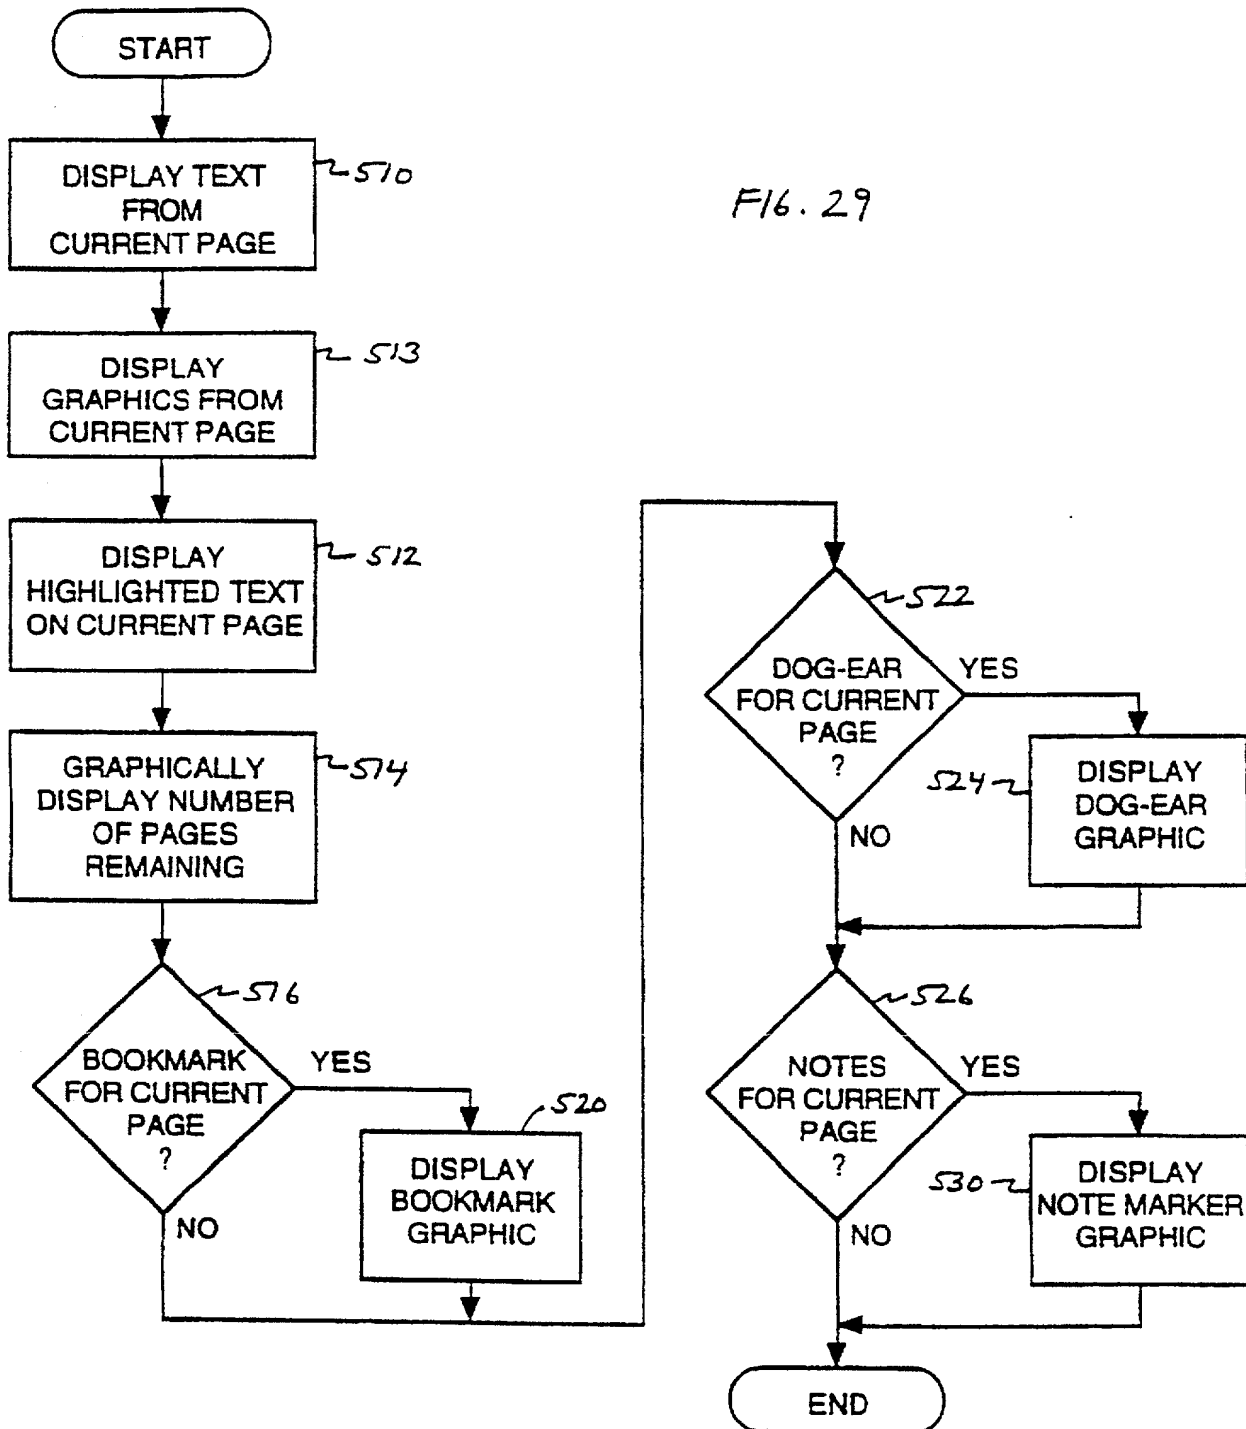 START
DISPLAY TEXT
FROM
CURRENT PAGE
510
FIG. 29
DISPLAY
GRAPHICS FROM
CURRENT PAGE
513
DISPLAY
HIGHLIGHTED TEXT
ON CURRENT PAGE
512
GRAPHICALLY
DISPLAY NUMBER
OF PAGES
REMAINING
514
BOOKMARK
FOR CURRENT
PAGE
?
516
YES
NO
520
DISPLAY
BOOKMARK
GRAPHIC
522
DOG-EAR
FOR CURRENT
PAGE
?
YES
NO
524
DISPLAY
DOG-EAR
GRAPHIC
526
NOTES
FOR CURRENT
PAGE
?
YES
NO
530
DISPLAY
NOTE MARKER
GRAPHIC
END